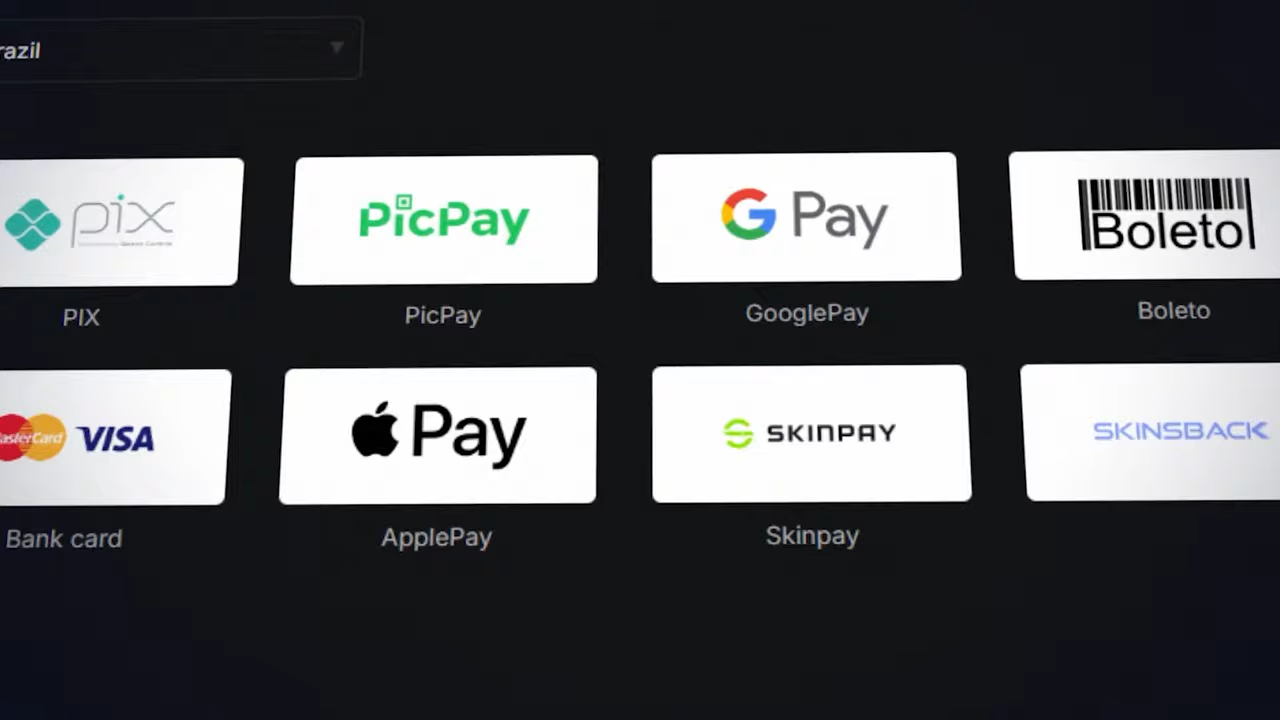 razil
pix
PIX
PicPay
PicPay
G Pay
GooglePay
Boleto
Boleto
MasterCard
VISA
Bank card
Pay
ApplePay
SKINPAY
Skinpay
SKINSBACK